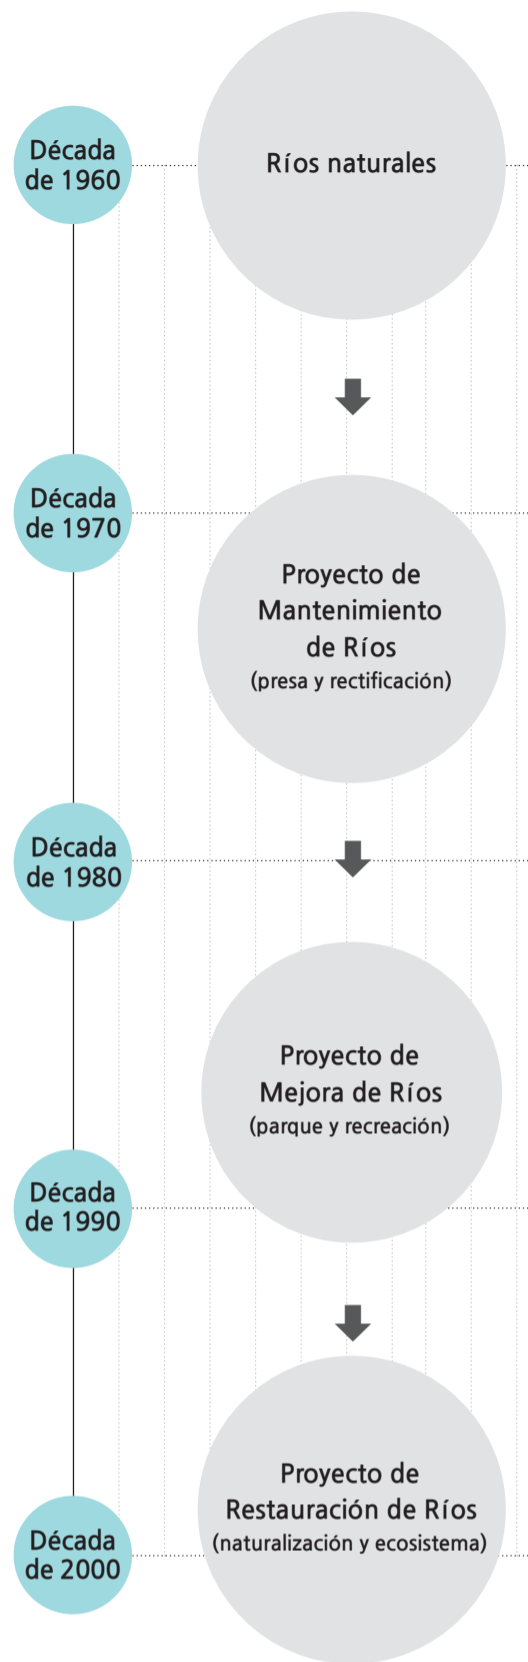 Década
de 1960
Ríos naturales
Década
de 1970
Proyecto de
Mantenimiento
de Ríos
(presa y rectificación)
Década
de 1980
Proyecto de
Mejora de Ríos
(parque y recreación)
Década
de 1990
Proyecto de
Restauración de Ríos
(naturalización y ecosistema)
Década
de 2000